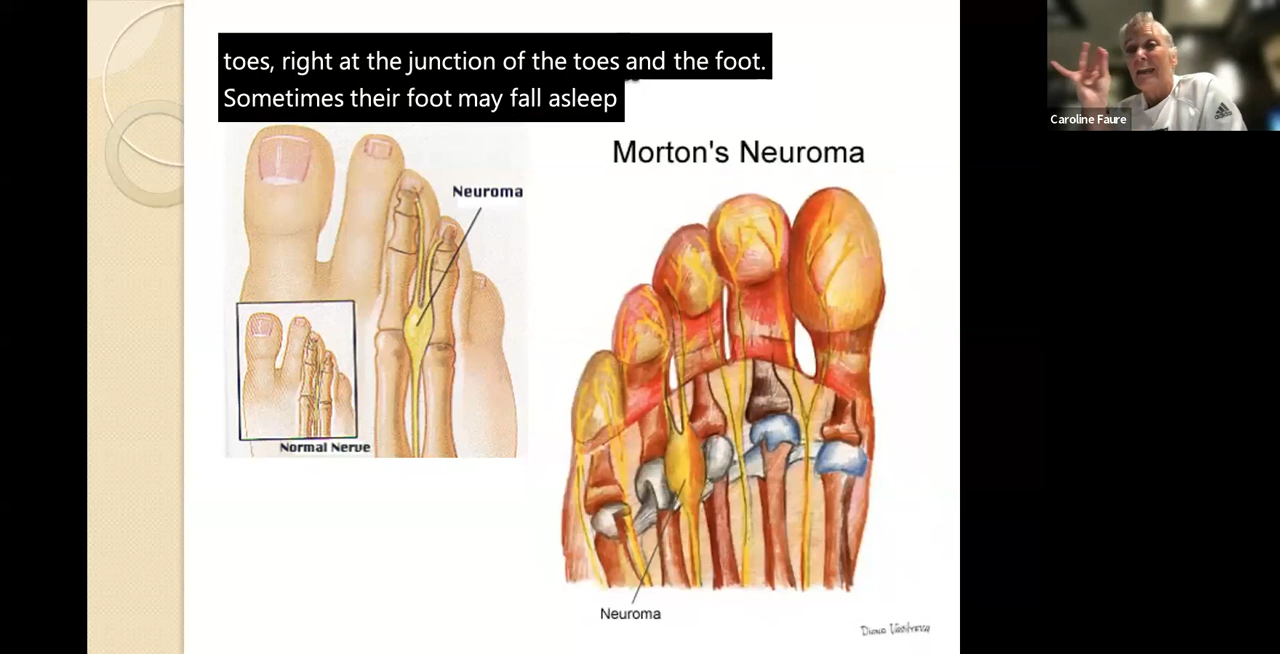 toes, right at the junction of the toes and the foot.
Sometimes their foot may fall asleep
Caroline Faure
Morton's Neuroma
Neuroma
Normal Nerve
Neuroma